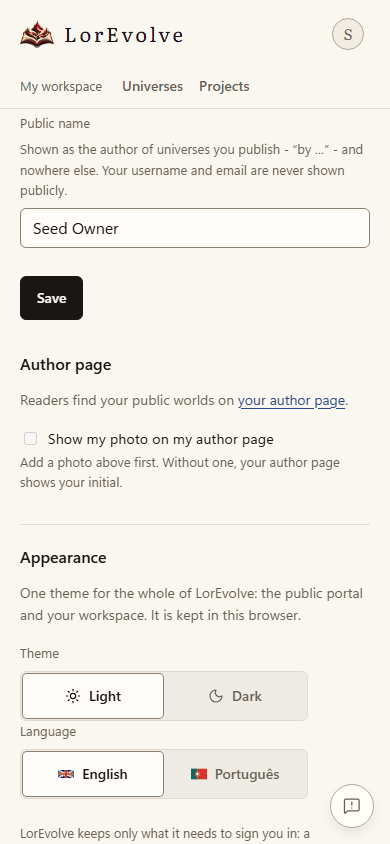 LorEvolve
S
My workspace
Universes
Projects
Public name
Shown as the author of universes you publish - “by …” - and
nowhere else. Your username and email are never shown
publicly.
Seed Owner
Save
Author page
Readers find your public worlds on your author page.
Show my photo on my author page
Add a photo above first. Without one, your author page
shows your initial.
Appearance
One theme for the whole of LorEvolve: the public portal
and your workspace. It is kept in this browser.
Theme
Light
Dark
Language
English
Português
LorEvolve keeps only what it needs to sign you in: a